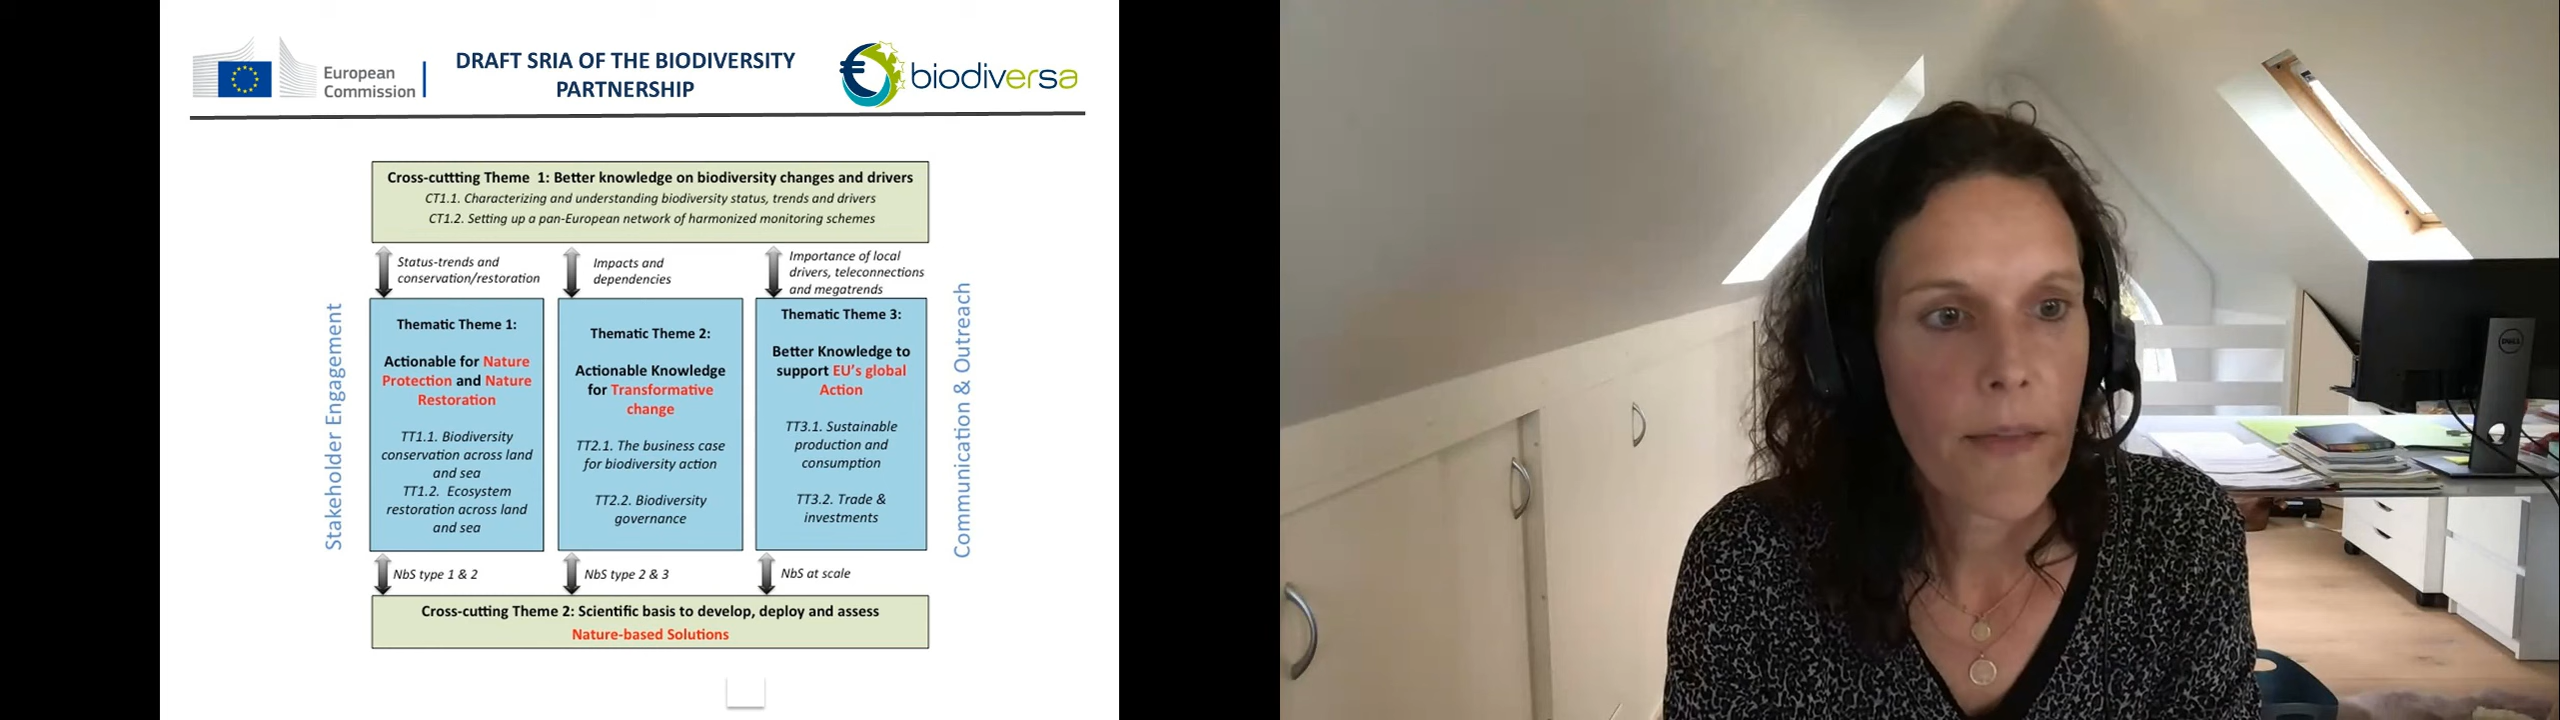 European
Commission
DRAFT SRIA OF THE BIODIVERSITY
PARTNERSHIP
biodiversa
Cross-cuttting Theme 1: Better knowledge on biodiversity changes and drivers
CT1.1. Characterizing and understanding biodiversity status, trends and drivers
CT1.2. Setting up a pan-European network of harmonized monitoring schemes
Status-trends and
conservation/restoration
Impacts and
dependencies
Importance of local
drivers, teleconnections
and megatrends
Stakeholder Engagement
Thematic Theme 1:
Actionable for Nature
Protection and Nature
Restoration
TT1.1. Biodiversity
conservation across land
and sea
TT1.2. Ecosystem
restoration across land
and sea
Thematic Theme 2:
Actionable Knowledge
for Transformative
change
TT2.1. The business case
for biodiversity action
TT2.2. Biodiversity
governance
Thematic Theme 3:
Better Knowledge to
support EU's global
Action
TT3.1. Sustainable
production and
consumption
TT3.2. Trade &
investments
Communication & Outreach
NbS type 1 & 2
NbS type 2 & 3
NbS at scale
Cross-cutting Theme 2: Scientific basis to develop, deploy and assess
Nature-based Solutions
DELL